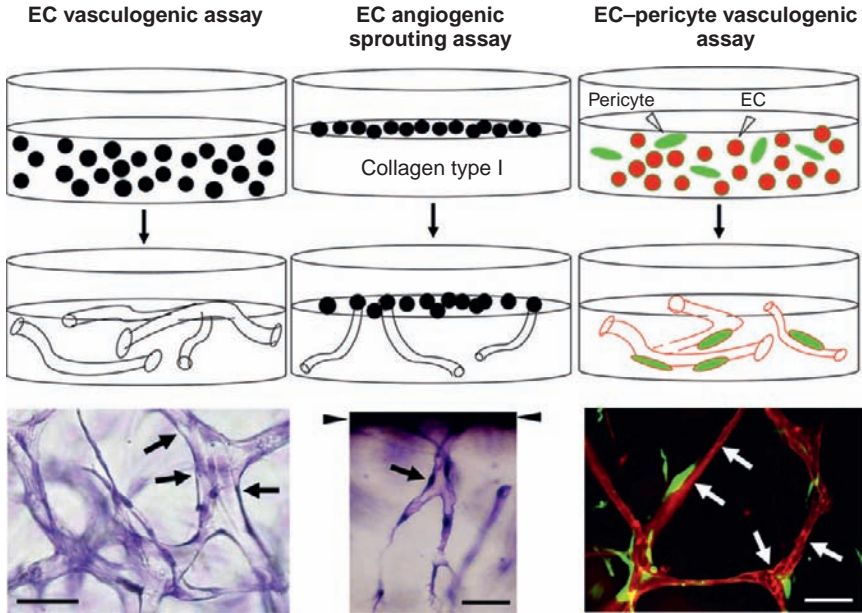 EC vasculogenic assay
EC angiogenic
sprouting assay
EC–pericyte vasculogenic
assay
Pericyte
EC
Collagen type I